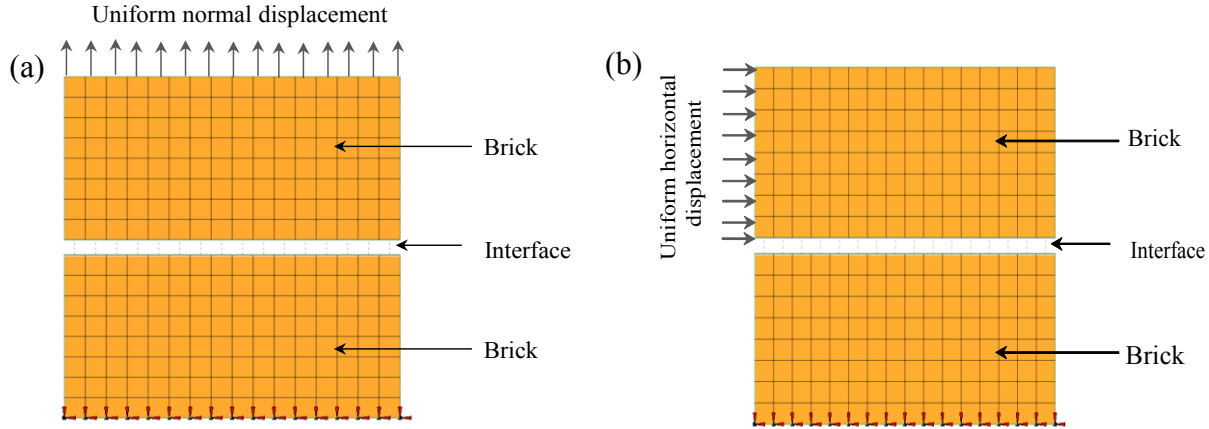 Uniform normal displacement
(a)
Brick
Interface
Brick
(b)
Uniform horizontal
displacement
Brick
Interface
Brick